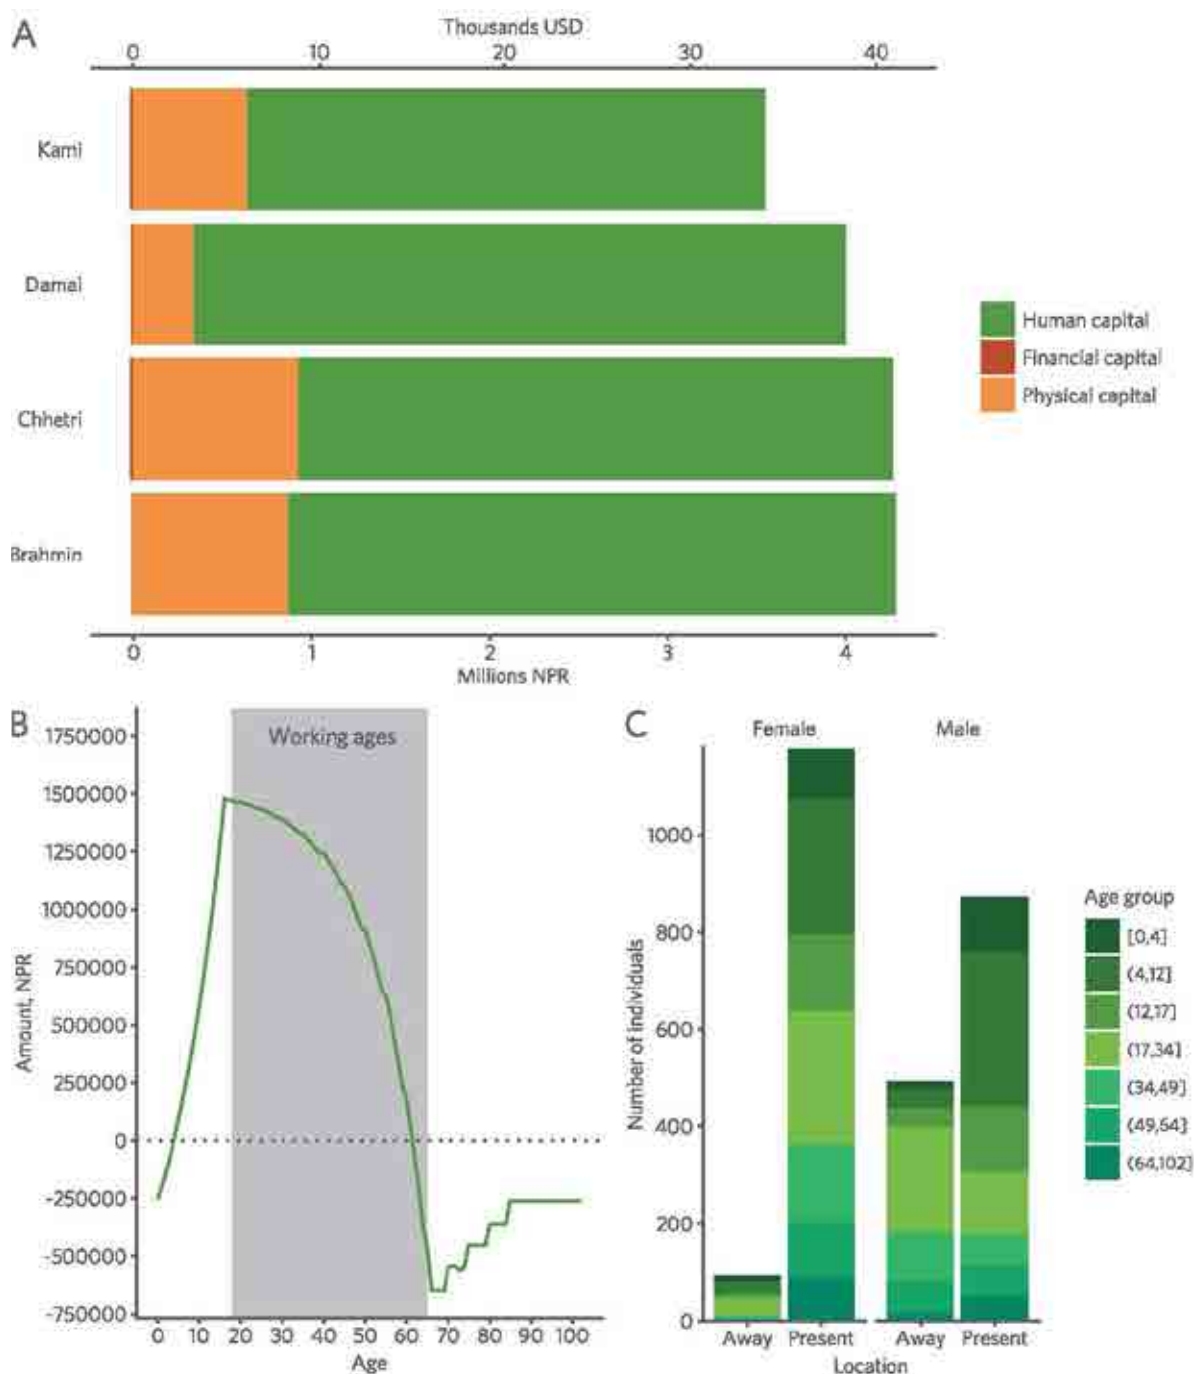 A
Thousands USD
0 10 20 30 40
Kami
Damai
Chhetri
Brahmin
Human capital
Financial capital
Physical capital
0 1 2 3 4
Millions NPR
B
Working ages
1750000
1500000
1250000
1000000
750000
500000
250000
0
-250000
-500000
-750000
Amount, NPR
0 10 20 30 40 50 60 70 80 90 100
Age
C
Female Male
1000
800
600
400
200
0
Number of individuals
Away Present Away Present
Location
Age group
[0,4]
(4,12]
(12,17]
(17,34]
(34,49]
(49,64]
(64,102]